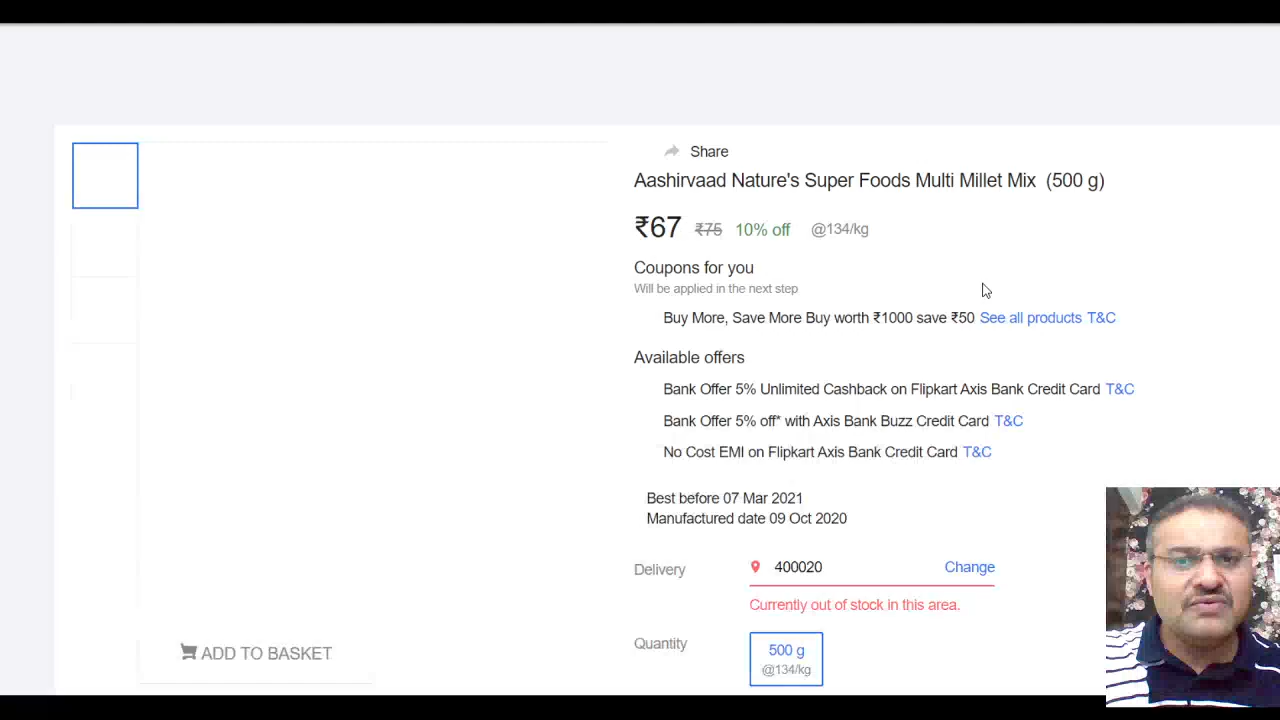 Share
Aashirvaad Nature's Super Foods Multi Millet Mix (500 g)
₹67 ₹75 10% off @134/kg
Coupons for you
Will be applied in the next step
Buy More, Save More Buy worth ₹1000 save ₹50 See all products T&C
Available offers
Bank Offer 5% Unlimited Cashback on Flipkart Axis Bank Credit Card T&C
Bank Offer 5% off* with Axis Bank Buzz Credit Card T&C
No Cost EMI on Flipkart Axis Bank Credit Card T&C
Best before 07 Mar 2021
Manufactured date 09 Oct 2020
Delivery 400020 Change
Currently out of stock in this area.
Quantity 500 g
@134/kg
ADD TO BASKET